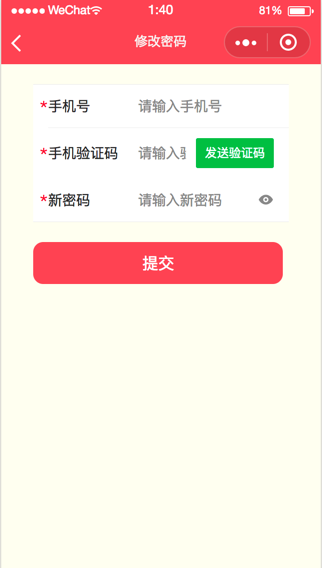 ●●●●● WeChat 1:40 81%
修改密码
*手机号 请输入手机号
*手机验证码 请输入 发送验证码
*新密码 请输入新密码
提交